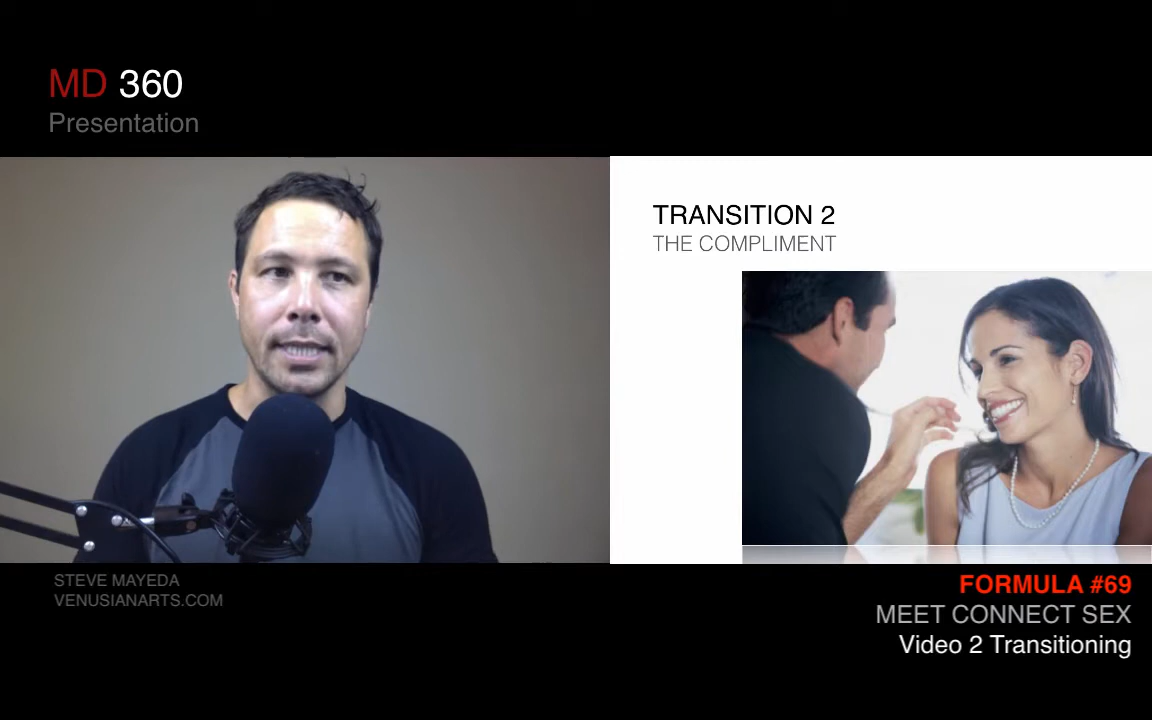 MD 360
Presentation
TRANSITION 2
THE COMPLIMENT
STEVE MAYEDA
VENUSIANARTS.COM
FORMULA #69
MEET CONNECT SEX
Video 2 Transitioning